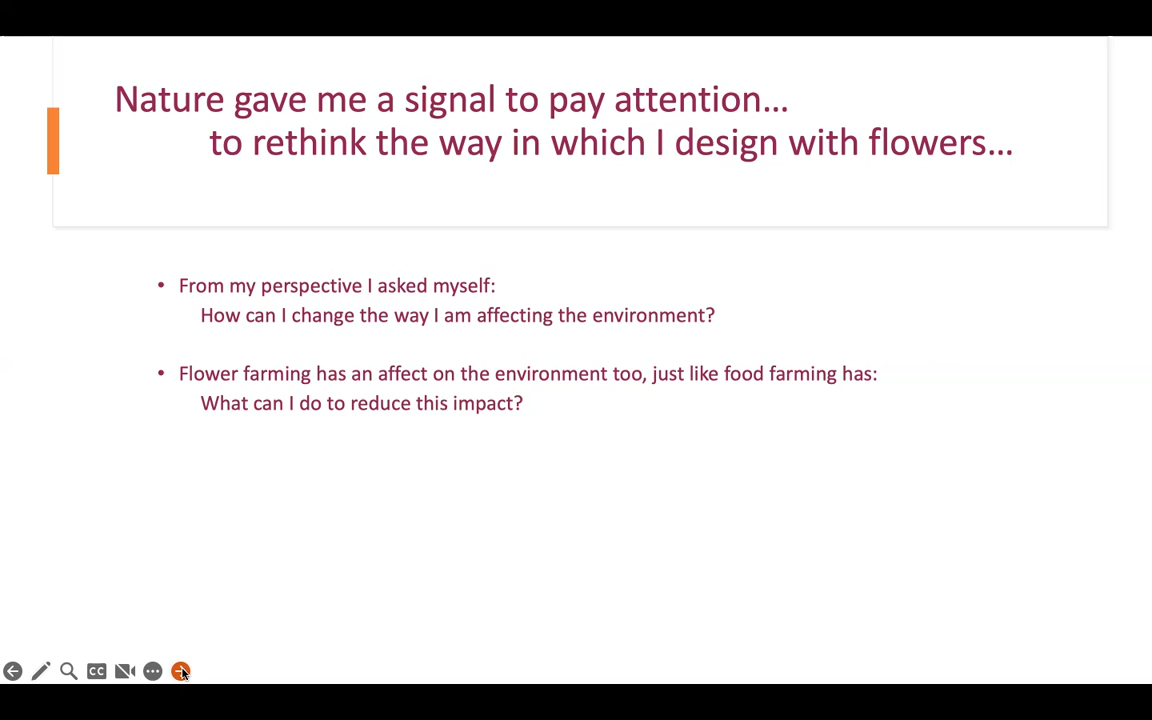 Nature gave me a signal to pay attention…
to rethink the way in which I design with flowers…
• From my perspective I asked myself:
How can I change the way I am affecting the environment?
• Flower farming has an affect on the environment too, just like food farming has:
What can I do to reduce this impact?
CC